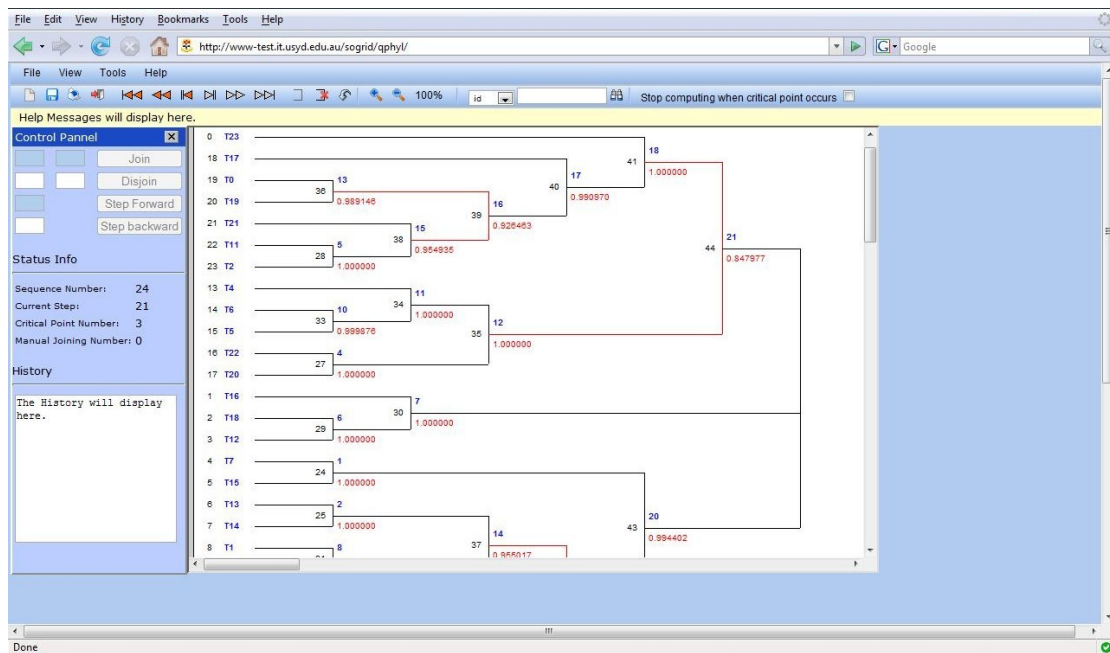 File Edit View History Bookmarks Tools Help
http://www-test.it.usyd.edu.au/sogrid/qphyl/
G Google
File View Tools Help
100% id Stop computing when critical point occurs
Help Messages will display here.
Control Pannel
Join
Disjoin
Step Forward
Step backward
Status Info
Sequence Number: 24
Current Step: 21
Critical Point Number: 3
Manual Joining Number: 0
History
The History will display
here.
0 T23
18
41
1.000000
18 T17
17
40
0.990970
19 T0
13
36
0.989146
20 T19
16
39
0.926463
21 T21
15
38
0.954935
22 T11
5
28
1.000000
23 T2
21
44
0.847977
13 T4
11
34
1.000000
14 T6
10
33
0.999876
15 T5
12
35
1.000000
16 T22
4
27
1.000000
17 T20
1 T16
7
30
1.000000
2 T18
6
29
1.000000
3 T12
4 T7
1
24
1.000000
5 T15
6 T13
2
25
1.000000
7 T14
20
43
0.994402
14
37
0.955017
8 T1
8
Done